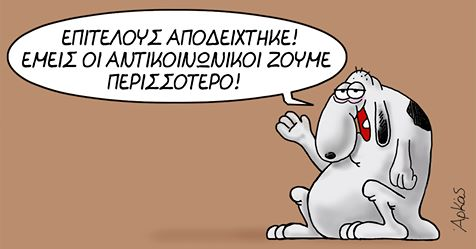 ΕΠΙΤΕΛΟΥΣ ΑΠΟΔΕΙΧΤΗΚΕ!
ΕΜΕΙΣ ΟΙ ΑΝΤΙΚΟΙΝΩΝΙΚΟΙ ΖΟΥΜΕ
ΠΕΡΙΣΣΟΤΕΡΟ!
Αρκάς